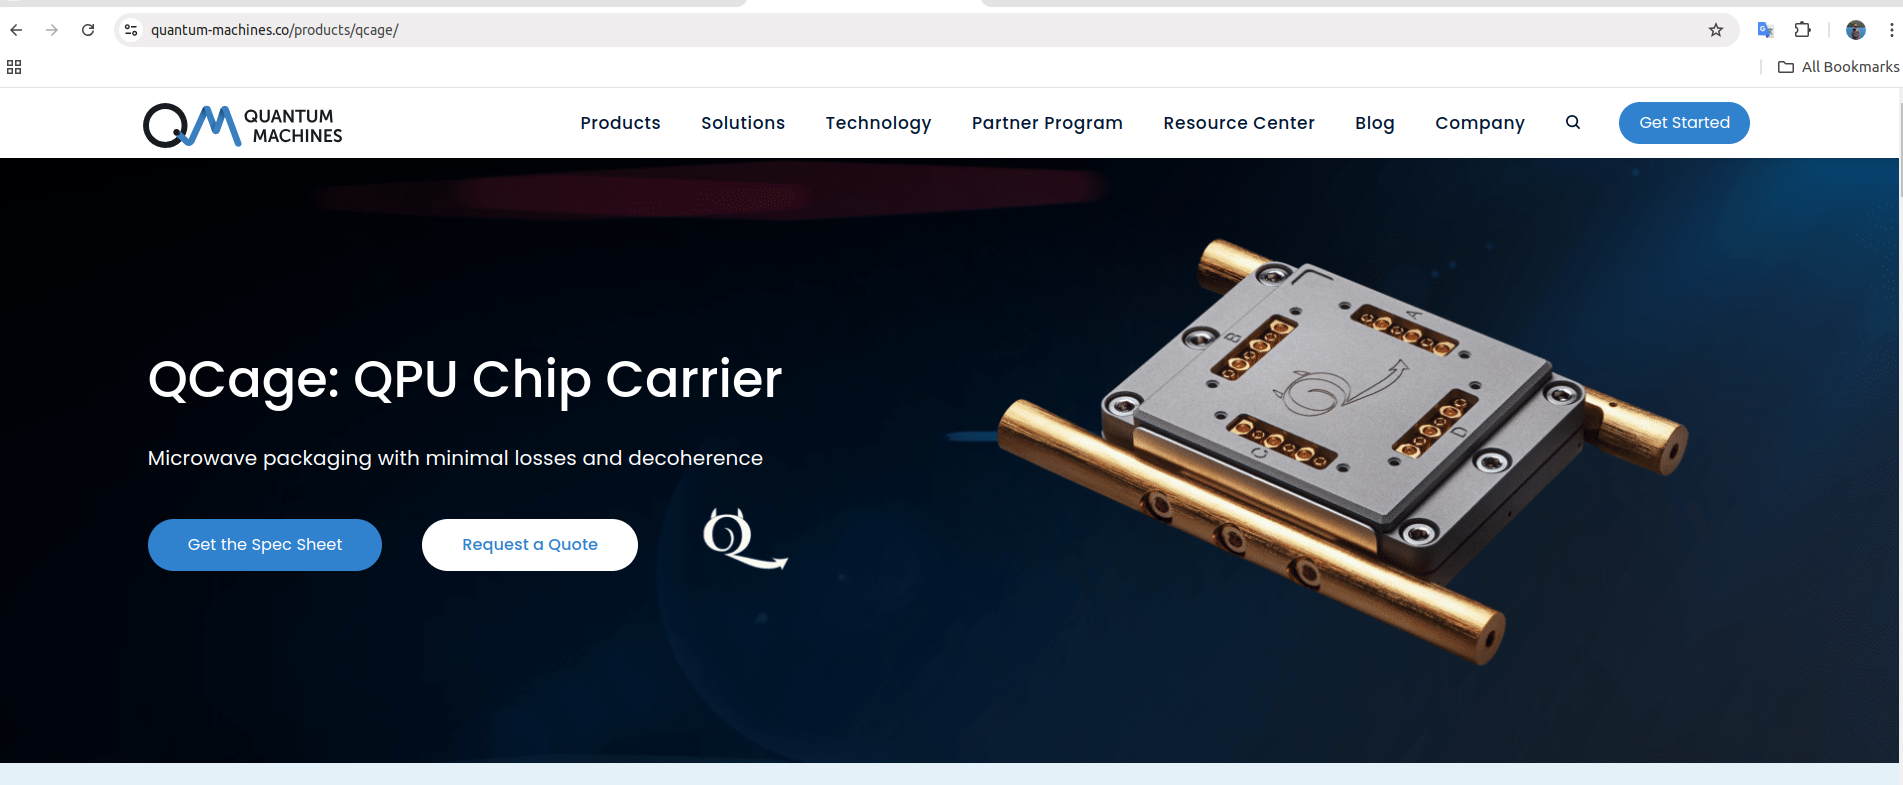 quantum-machines.co/products/qcage/
All Bookmarks
QUANTUM
MACHINES
Products Solutions Technology Partner Program Resource Center Blog Company Get Started
A
B
QCage: QPU Chip Carrier
D
C
Microwave packaging with minimal losses and decoherence
Get the Spec Sheet Request a Quote